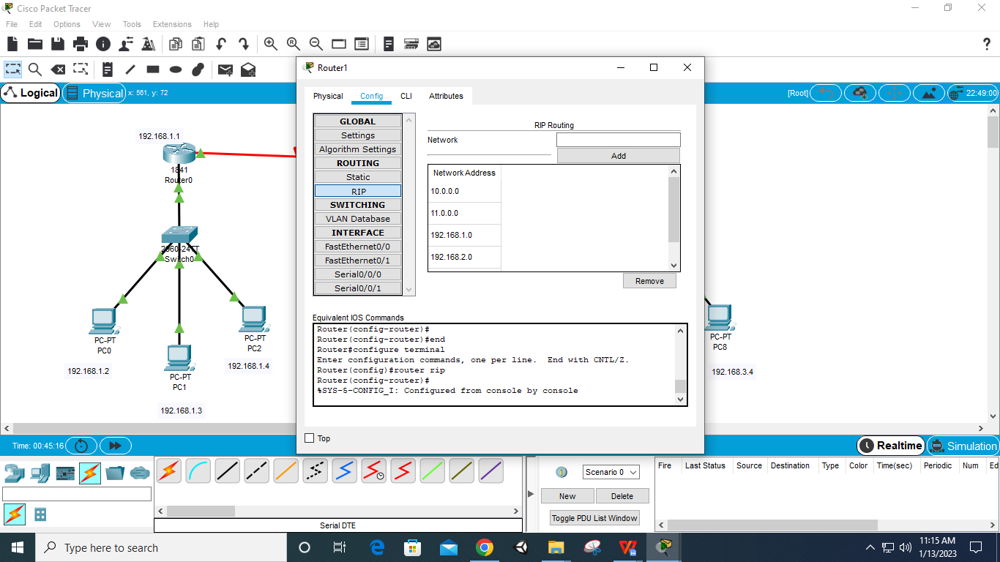 Cisco Packet Tracer
File Edit Options View Tools Extensions Help
Logical
Physical
x: 561, y: 72
[Root]
22:49:00
192.168.1.1
1841
Router0
2960-24TT
Switch0
PC-PT
PC0
192.168.1.2
PC-PT
PC1
192.168.1.3
PC-PT
PC2
192.168.1.4
PC-PT
PC8
192.168.3.4
Router1
Physical Config CLI Attributes
GLOBAL
Settings
Algorithm Settings
ROUTING
Static
RIP
SWITCHING
VLAN Database
INTERFACE
FastEthernet0/0
FastEthernet0/1
Serial0/0/0
Serial0/0/1
RIP Routing
Network
Add
Network Address
10.0.0.0
11.0.0.0
192.168.1.0
192.168.2.0
Remove
Equivalent IOS Commands
Router(config-router)#
Router(config-router)#end
Router#configure terminal
Enter configuration commands, one per line. End with CNTL/Z.
Router(config)#router rip
Router(config-router)#
%SYS-5-CONFIG_I: Configured from console by console
Top
Time: 00:45:16
Realtime
Simulation
Serial DTE
Scenario 0
New
Delete
Toggle PDU List Window
Fire Last Status Source Destination Type Color Time(sec) Periodic Num Ed
Type here to search
11:15 AM
1/13/2023